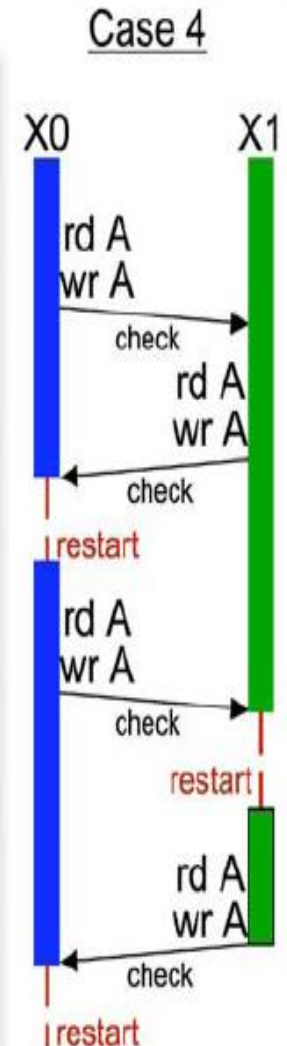 Case 4
X0 X1
rd A
wr A
check
rd A
wr A
check
restart
rd A
wr A
check
restart
rd A
wr A
check
restart